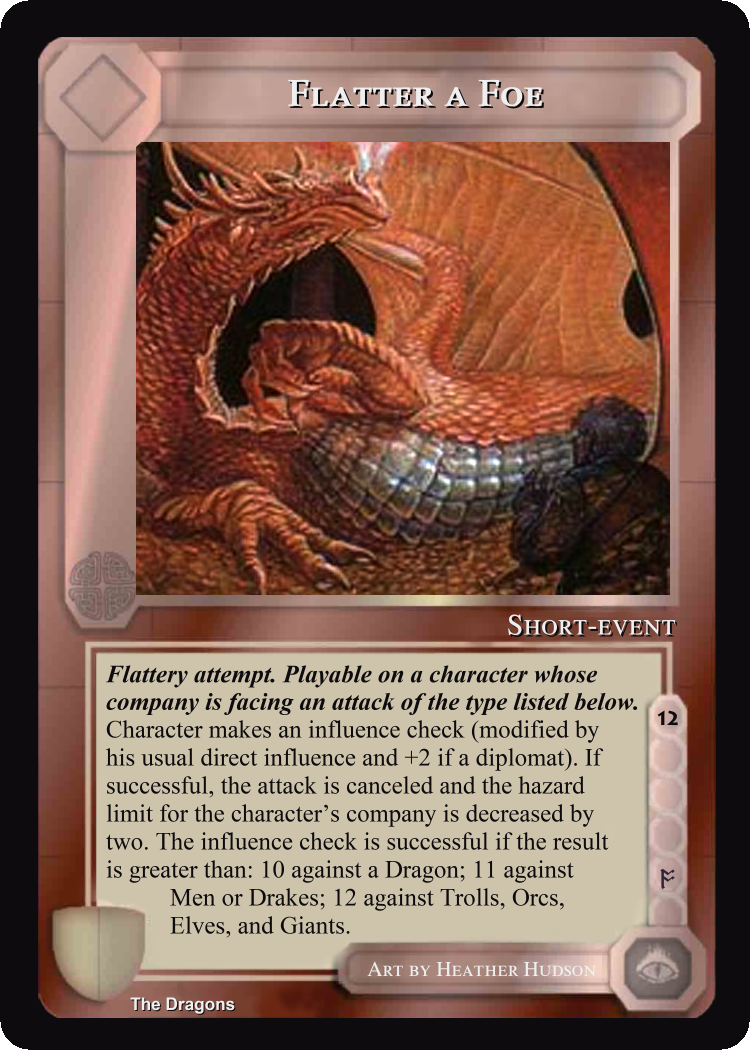 Flatter a Foe
Short-event
Flattery attempt. Playable on a character whose
company is facing an attack of the type listed below.
Character makes an influence check (modified by
his usual direct influence and +2 if a diplomat). If
successful, the attack is canceled and the hazard
limit for the character’s company is decreased by
two. The influence check is successful if the result
is greater than: 10 against a Dragon; 11 against
Men or Drakes; 12 against Trolls, Orcs,
Elves, and Giants.
12
ᚩ
Art by Heather Hudson
The Dragons